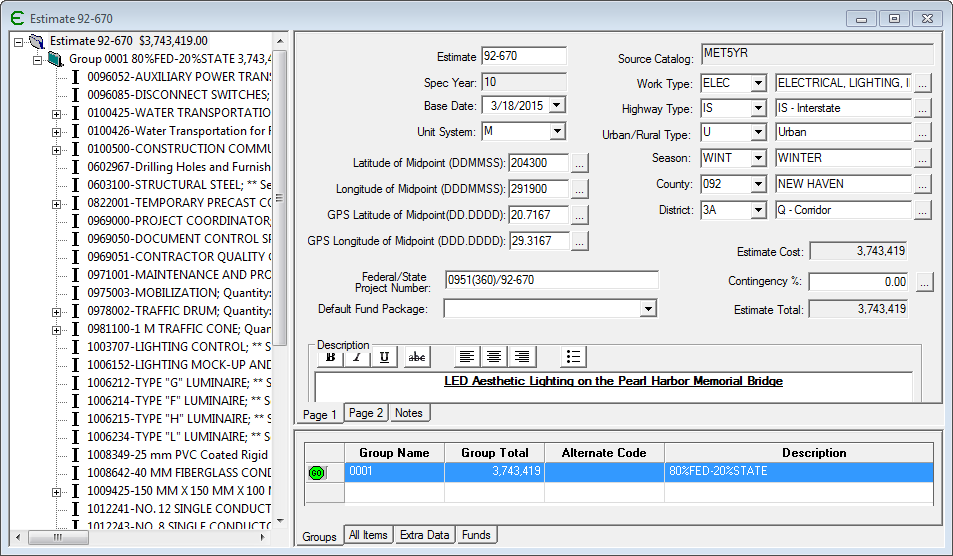 Estimate 92-670
Estimate 92-670 $3,743,419.00
Group 0001 80%FED-20%STATE 3,743,4
0096052-AUXILIARY POWER TRAN
0096085-DISCONNECT SWITCHES;
0100425-WATER TRANSPORTATIO
0100426-Water Transportation for F
0100500-CONSTRUCTION COMMU
0602967-Drilling Holes and Furnish
0603100-STRUCTURAL STEEL; ** Se
0822001-TEMPORARY PRECAST CO
0969000-PROJECT COORDINATOR;
0969050-DOCUMENT CONTROL SP
0969051-CONTRACTOR QUALITY C
0971001-MAINTENANCE AND PRO
0975003-MOBILIZATION; Quantity:
0978002-TRAFFIC DRUM; Quantity:
0981100-1 M TRAFFIC CONE; Quan
1003707-LIGHTING CONTROL; ** S
1006152-LIGHTING MOCK-UP AND
1006212-TYPE "G" LUMINAIRE; ** S
1006214-TYPE "F" LUMINAIRE; ** S
1006215-TYPE "H" LUMINAIRE; ** S
1006234-TYPE "L" LUMINAIRE; ** S
1008349-25 mm PVC Coated Rigid
1008642-40 MM FIBERGLASS COND
1009425-150 MM X 150 MM X 100 M
1012241-NO. 12 SINGLE CONDUCT
1012243-NO. 8 SINGLE CONDUCTO
Estimate 92-670
Spec Year: 10
Base Date: 3/18/2015
Unit System: M
Latitude of Midpoint (DDMMSS): 204300 ...
Longitude of Midpoint (DDDMMSS): 291900 ...
GPS Latitude of Midpoint(DD.DDDD): 20.7167 ...
GPS Longitude of Midpoint (DDD.DDDD): 29.3167 ...
Source Catalog: MET5YR
Work Type: ELEC ELECTRICAL, LIGHTING, I ...
Highway Type: IS IS - Interstate ...
Urban/Rural Type: U Urban ...
Season: WINT WINTER ...
County: 092 NEW HAVEN ...
District: 3A Q - Corridor ...
Estimate Cost: 3,743,419
Contingency %: 0.00 ...
Estimate Total: 3,743,419
Federal/State
Project Number: 0951(360)/92-670
Default Fund Package:
Description
B I U abc
LED Aesthetic Lighting on the Pearl Harbor Memorial Bridge
Page 1 Page 2 Notes
Group Name Group Total Alternate Code Description
GO 0001 3,743,419 80%FED-20%STATE
Groups All Items Extra Data Funds